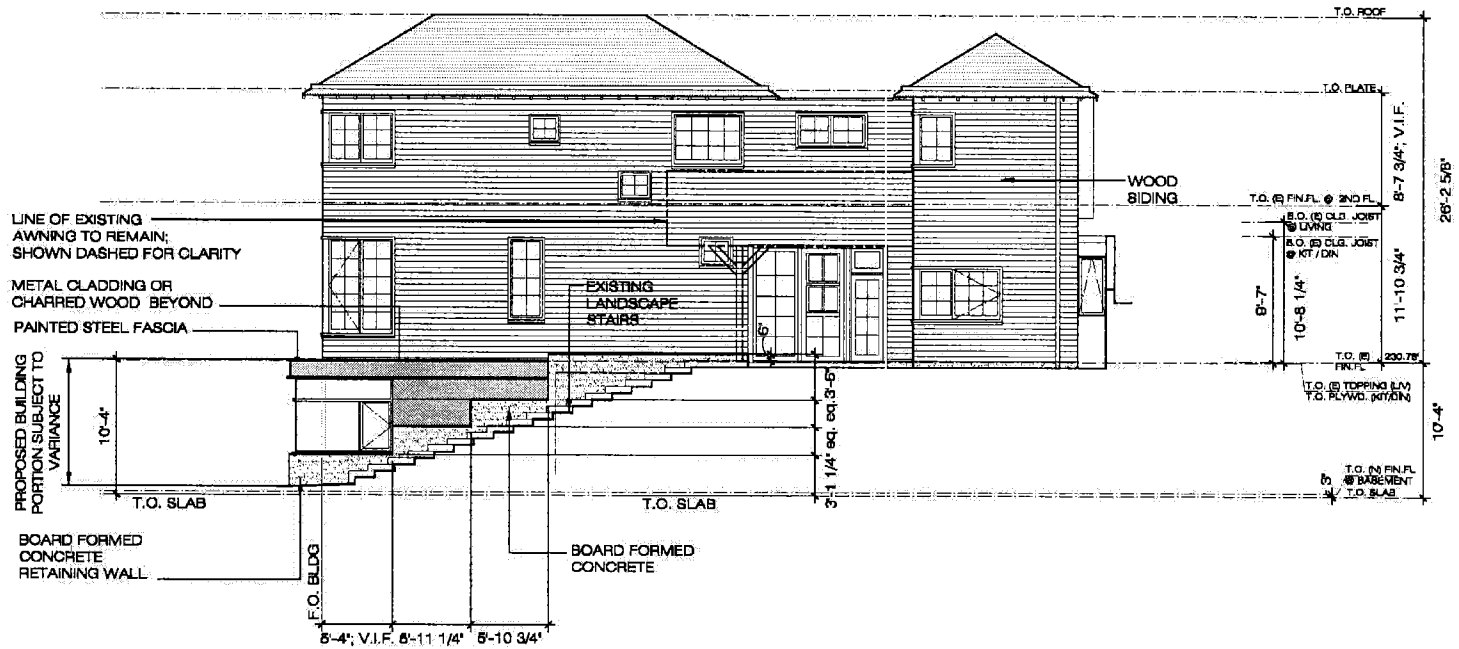 T.O. ROOF
T.O. PLATE
8'-7 3/4"; V.I.F.
26'-2 5/8"
WOOD
SIDING
T.O. (E) FIN.FL. @ 2ND FL.
B.O. (E) CLG. JOIST
@ LIVING
B.O. (E) CLG. JOIST
@ KIT / DIN
LINE OF EXISTING
AWNING TO REMAIN;
SHOWN DASHED FOR CLARITY
METAL CLADDING OR
CHARRED WOOD BEYOND
PAINTED STEEL FASCIA
EXISTING
LANDSCAPE
STAIRS
6"
9'-7"
10'-8 1/4"
11'-10 3/4"
T.O. (E)
FIN.FL.
230.78'
T.O. (E) TOPPING (LIV)
T.O. PLYWD. (KIT/DIN)
PROPOSED BUILDING
PORTION SUBJECT TO
VARIANCE
10'-4"
3'-1 1/4" eq. eq. 3'-6"
10'-4"
T.O. SLAB
T.O. SLAB
T.O. (N) FIN.FL
@ BASEMENT
T.O. SLAB
BOARD FORMED
CONCRETE
RETAINING WALL
BOARD FORMED
CONCRETE
F.O. BLDG
5'-4"; V.I.F. 6'-11 1/4" 5'-10 3/4"